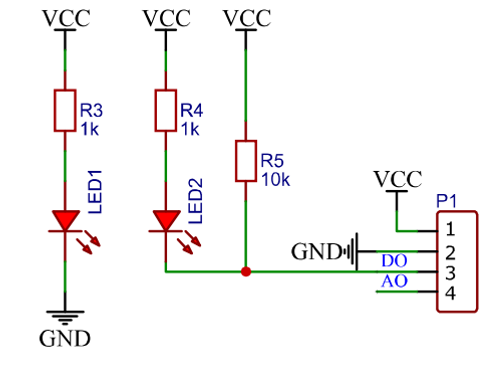 VCC VCC VCC
R3
1k
R4
1k
R5
10k
LED1
LED2
VCC
P1
1
GND
2
DO
3
AO
4
GND